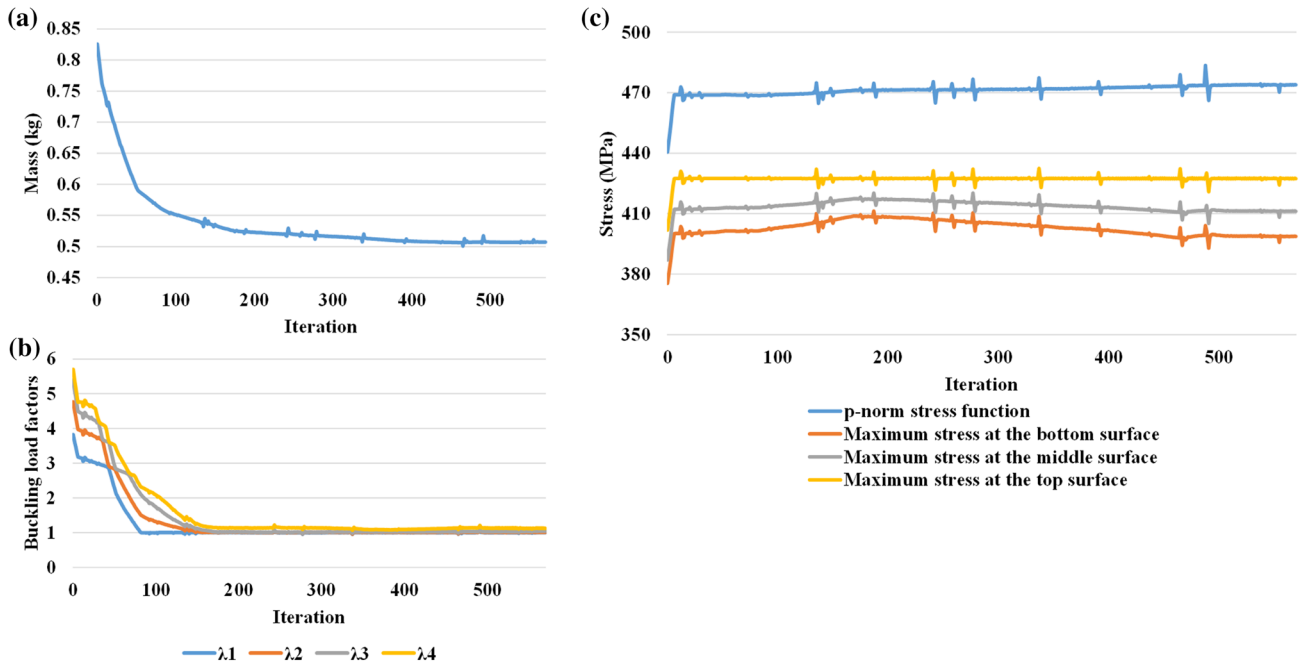 (a)
0.85
0.8
0.75
0.7
0.65
0.6
0.55
0.5
0.45
Mass (kg)
0 100 200 300 400 500
Iteration
(b)
6
5
4
3
2
1
0
Buckling load factors
0 100 200 300 400 500
Iteration
λ1 λ2 λ3 λ4
(c)
500
470
440
410
380
350
Stress (MPa)
0 100 200 300 400 500
Iteration
p-norm stress function
Maximum stress at the bottom surface
Maximum stress at the middle surface
Maximum stress at the top surface